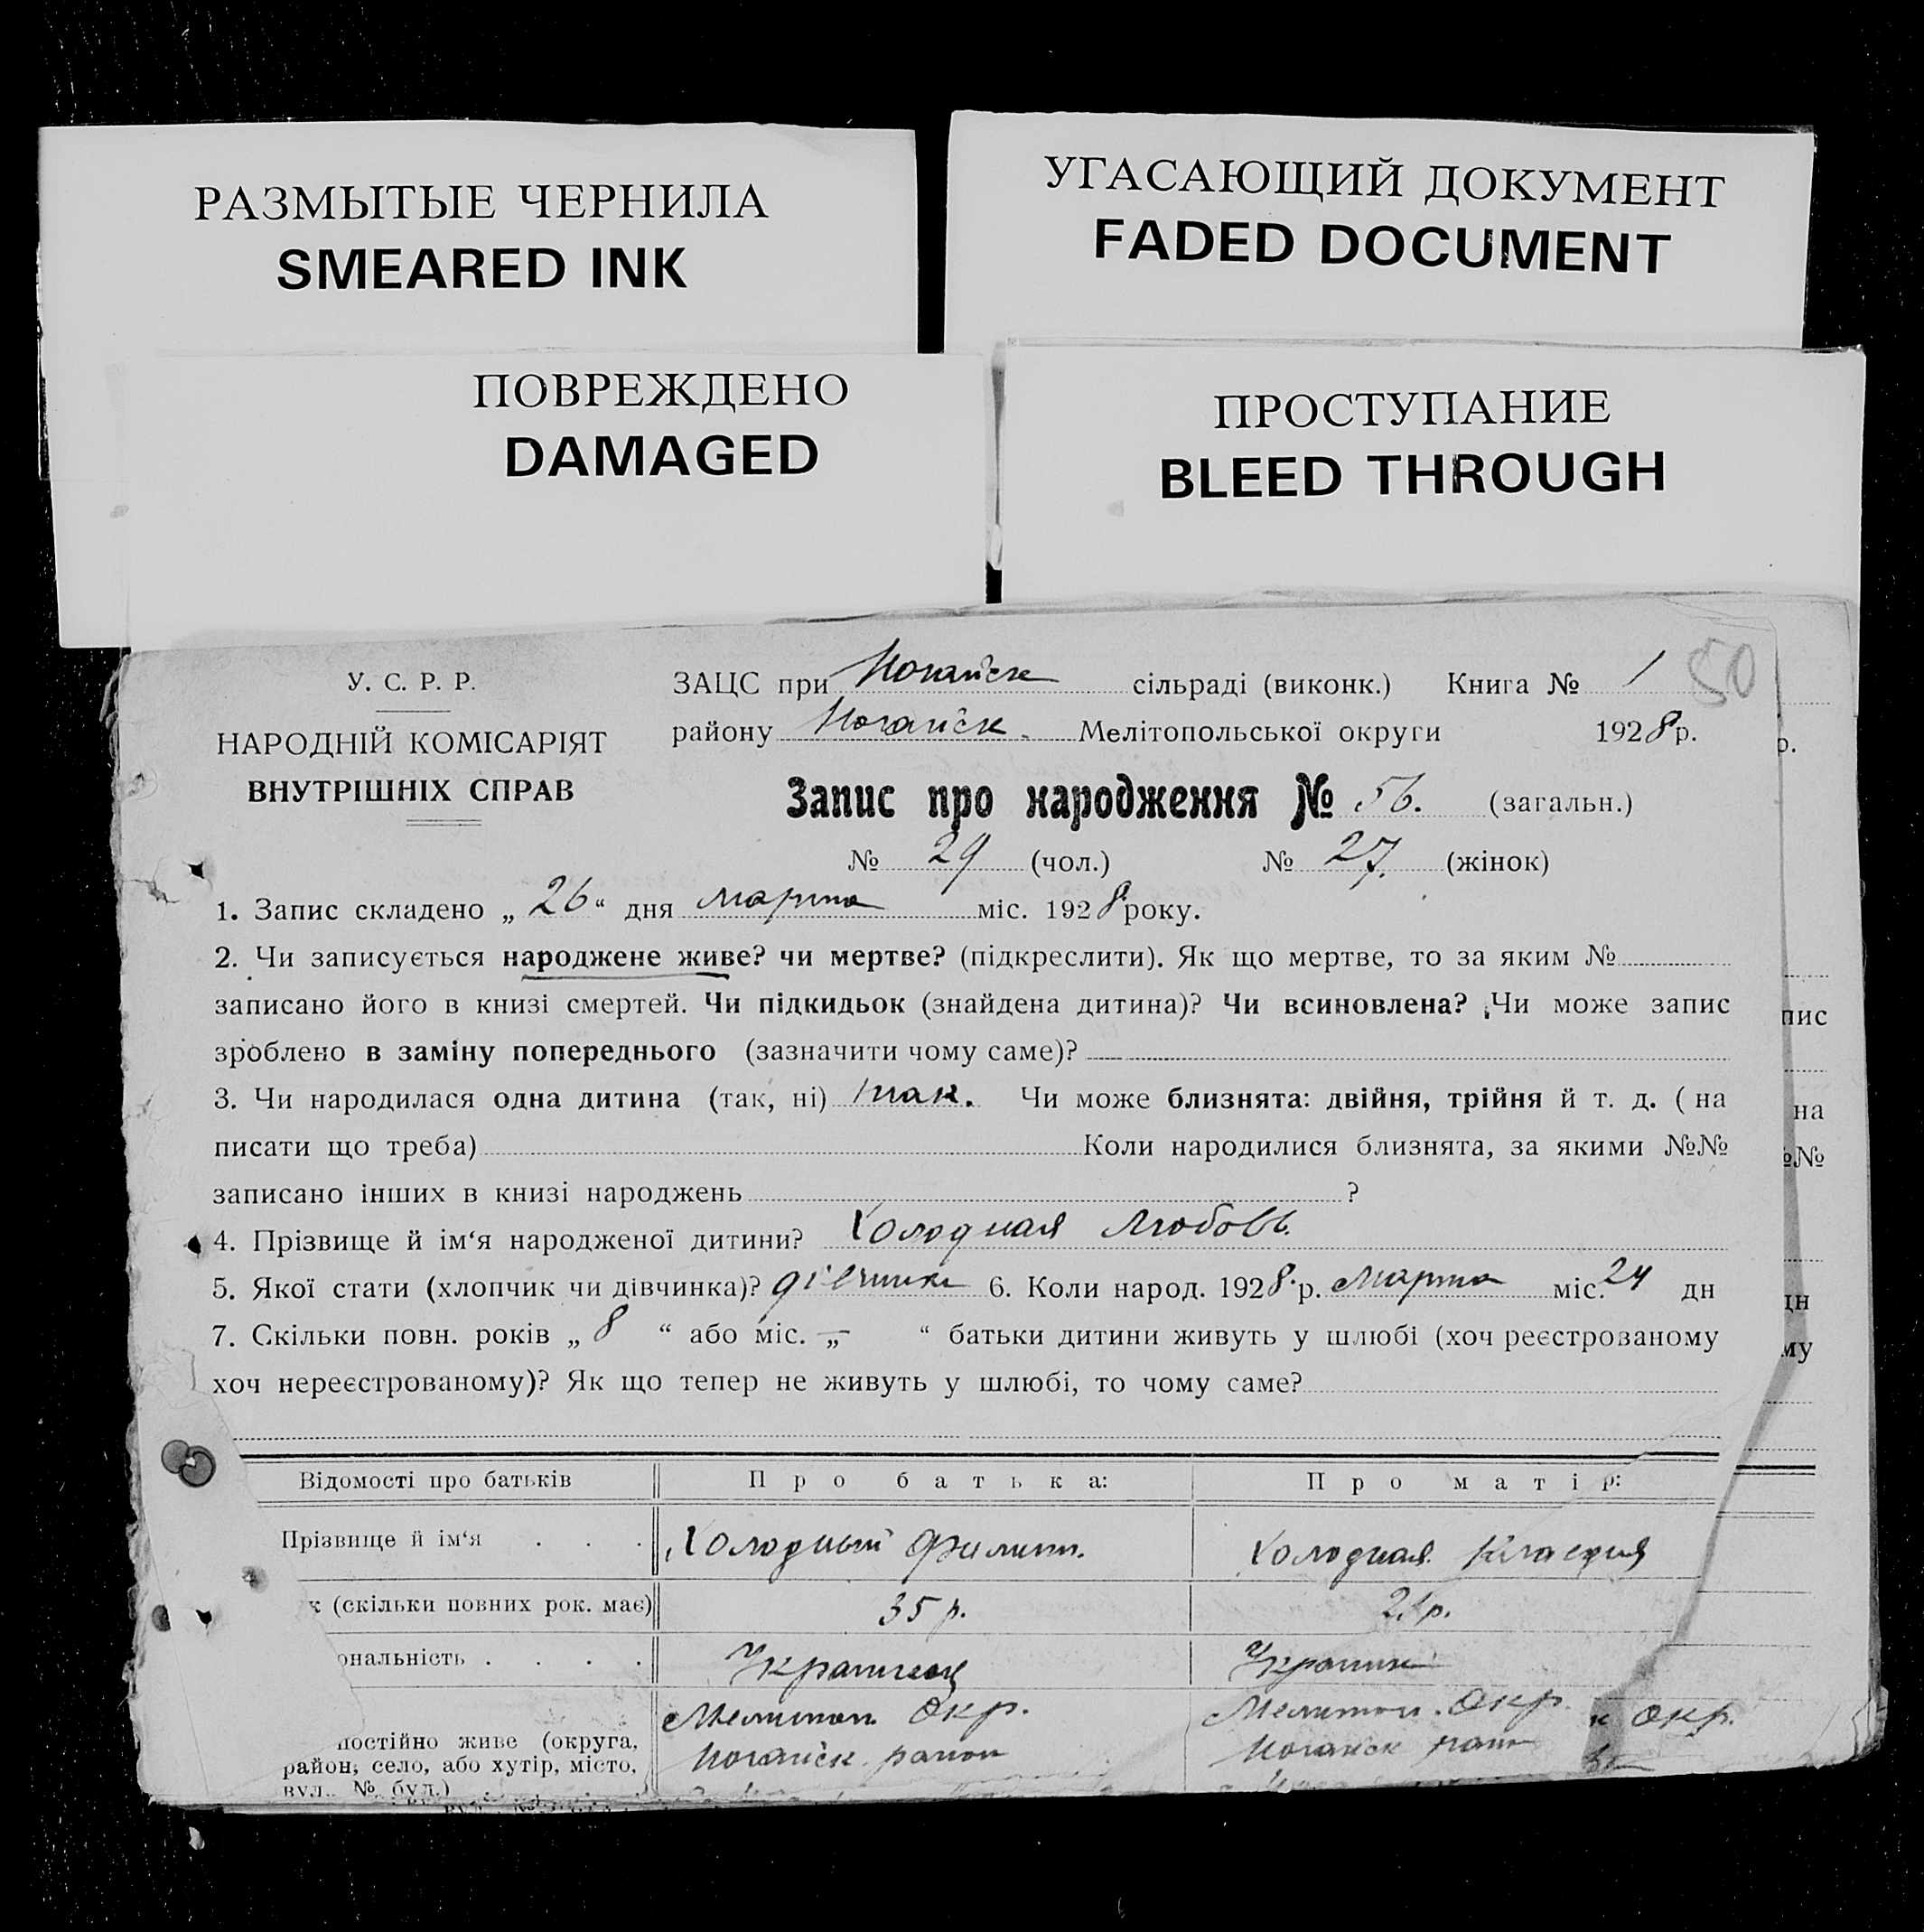 РАЗМЫТЫЕ ЧЕРНИЛА
SMEARED INK
УГАСАЮЩИЙ ДОКУМЕНТ
FADED DOCUMENT
ПОВРЕЖДЕНО
DAMAGED
ПРОСТУПАНИЕ
BLEED THROUGH
У. С. Р. Р.
НАРОДНІЙ КОМІСАРІЯТ
ВНУТРІШНІХ СПРАВ
ЗАЦС при Ногайск сільраді (виконк.) Книга № 1 50
району Ногайск. Мелітопольської округи 1928 р.
Запис про народження № 56. (загальн.)
№ 29 (чол.) № 27. (жінок)
1. Запис складено „ 26 “ дня марта міс. 1928 року.
2. Чи записується народжене живе? чи мертве? (підкреслити). Як що мертве, то за яким №
записано його в книзі смертей. Чи підкидьок (знайдена дитина)? Чи всиновлена? Чи може запис
зроблено в заміну попереднього (зазначити чому саме)?
3. Чи народилася одна дитина (так, ні) так. Чи може близнята: двійня, трійня й т. д. ( на
писати що треба) Коли народилися близнята, за якими №№
записано інших в книзі народжень ?
4. Прізвище й ім‘я народженої дитини? Холодная Любовь.
5. Якої стати (хлопчик чи дівчинка)? дівчинка 6. Коли народ. 1928 р. марта міс. 24 дн
7. Скільки повн. років „ 8 “ або міс. „ — “ батьки дитини живуть у шлюбі (хоч реєстрованому
хоч нереєстрованому)? Як що тепер не живуть у шлюбі, то чому саме?
Відомості про батьків Про батька: Про матір:
Прізвище й ім‘я . . . Холодный Филипп. Холодная Клавдия
к (скільки повних рок. має) 35 р. р.
ональність . . . . Украинец Украинк
постійно живе (округа, Мелитоп. Окр. Мелитоп. Окр. к окр.
район, село, або хутір, місто, Ногайск район Ногайск район
вул. № буд.)